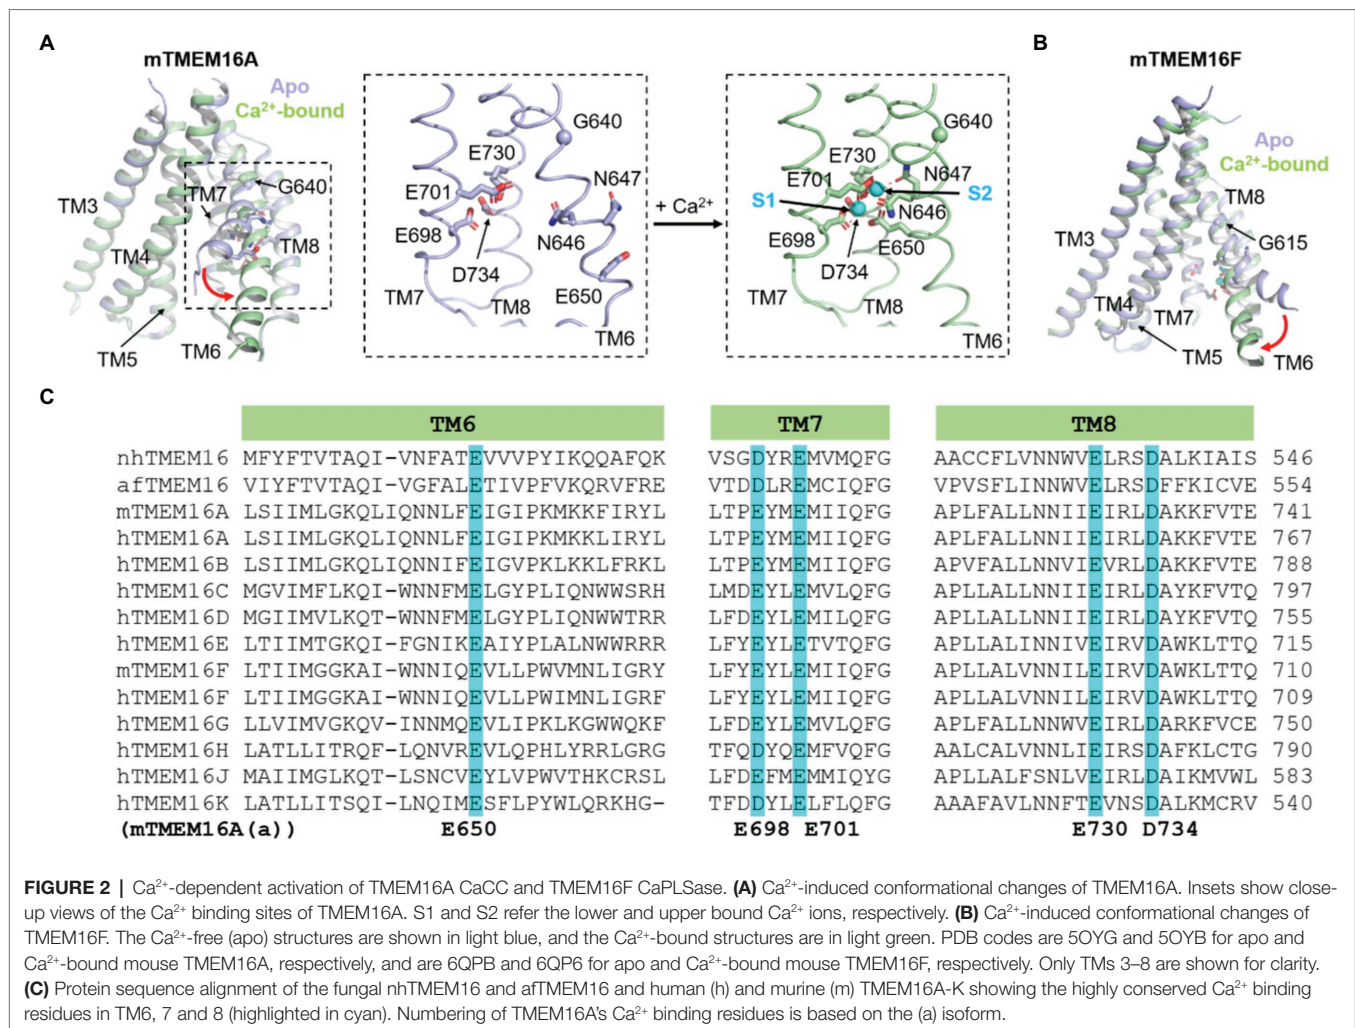 A
mTMEM16A
Apo
Ca²⁺-bound
TM7
G640
TM3
TM4
TM8
TM5
TM6
G640
E730
E701
N647
E698
N646
D734
E650
TM7
TM8
TM6
+ Ca²⁺
G640
E730
E701
N647
S1
S2
N646
E698
E650
D734
TM7
TM8
TM6
B
mTMEM16F
Apo
Ca²⁺-bound
TM8
TM3
G615
TM4
TM7
TM5
TM6
C
TM6 TM7 TM8
nhTMEM16 MFYFTVTAQI-VNFATEVVVPYIKQQAFQK VSGDYREMVMQFG AACCFLVNNWVELRSDALKIAIS 546
afTMEM16 VIYFTVTAQI-VGFALETIVPFVKQRVFRE VTDDLREMCIQFG VPVSFLINNWVELRSDFFKICVE 554
mTMEM16A LSIIMLGKQLIQNNLFEIGIPKMKKFIRYL LTPEYMEMIIQFG APLFALLNNIIEIRLDAKKFVTE 741
hTMEM16A LSIIMLGKQLIQNNLFEIGIPKMKKLIRYL LTPEYMEMIIQFG APLFALLNNIIEIRLDAKKFVTE 767
hTMEM16B LSIIMLGKQLIQNNIFEIGVPKLKKLFRKL LTPEYMEMIIQFG APVFALLNNVIEVRLDAKKFVTE 788
hTMEM16C MGVIMFLKQI-WNNFMELGYPLIQNWWSRH LMDEYLEMVLQFG APLLALLNNIIEIRLDAYKFVTQ 797
hTMEM16D MGIIMVLKQT-WNNFMELGYPLIQNWWTRR LFDEYLEMILQFG APLLALLNNIIEIRLDAYKFVTQ 755
hTMEM16E LTIIMTGKQI-FGNIKEAIYPLALNWWRRR LFYEYLETVTQFG APLLALINNIVEIRVDAWKLTTQ 715
mTMEM16F LTIIMGGKAI-WNNIQEVLLPWVMNLIGRY LFYEYLEMIIQFG APLLALVNNILEIRVDAWKLTTQ 710
hTMEM16F LTIIMGGKAI-WNNIQEVLLPWIMNLIGRF LFYEYLEMIIQFG APLLALVNNILEIRVDAWKLTTQ 709
hTMEM16G LLVIMVGKQV-INNMQEVLIPKLKGWWQKF LFDEYLEMVLQFG APLFALLNNWVEIRLDARKFVCE 750
hTMEM16H LATLLITRQF-LQNVREVLQPHLYRRLGRG TFQDYQEMFVQFG AALCALVNNLIEIRSDAFKLCTG 790
hTMEM16J MAIIMGLKQT-LSNCVEYLVPWVTHKCRSL LFDEFMEMMIQYG APLLALFSNLVEIRLDAIKMVWL 583
hTMEM16K LATLLITSQI-LNQIMESFLPYWLQRKHG- TFDDYLELFLQFG AAAFAVLNNFTEVNSDALKMCRV 540
(mTMEM16A(a)) E650 E698 E701 E730 D734
FIGURE 2 | Ca²⁺-dependent activation of TMEM16A CaCC and TMEM16F CaPLSase. (A) Ca²⁺-induced conformational changes of TMEM16A. Insets show close-
up views of the Ca²⁺ binding sites of TMEM16A. S1 and S2 refer the lower and upper bound Ca²⁺ ions, respectively. (B) Ca²⁺-induced conformational changes of
TMEM16F. The Ca²⁺-free (apo) structures are shown in light blue, and the Ca²⁺-bound structures are in light green. PDB codes are 5OYG and 5OYB for apo and
Ca²⁺-bound mouse TMEM16A, respectively, and are 6QPB and 6QP6 for apo and Ca²⁺-bound mouse TMEM16F, respectively. Only TMs 3–8 are shown for clarity.
(C) Protein sequence alignment of the fungal nhTMEM16 and afTMEM16 and human (h) and murine (m) TMEM16A-K showing the highly conserved Ca²⁺ binding
residues in TM6, 7 and 8 (highlighted in cyan). Numbering of TMEM16A's Ca²⁺ binding residues is based on the (a) isoform.